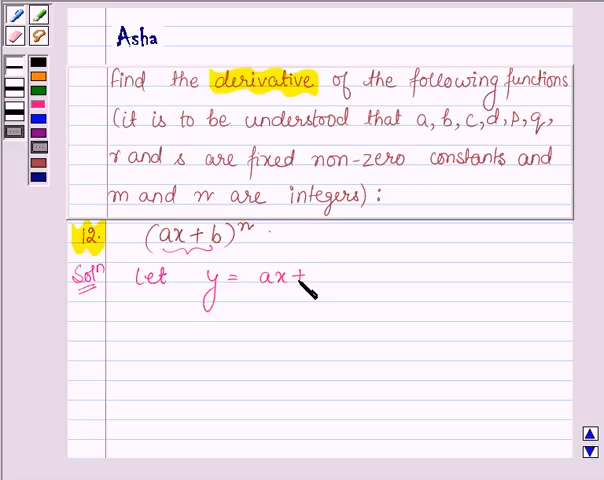 Asha
find the derivative of the following functions
(it is to be understood that a, b, c, d, p, q,
r and s are fixed non-zero constants and
m and n are integers) :
12. (ax + b)^n .
Solⁿ Let y = ax +